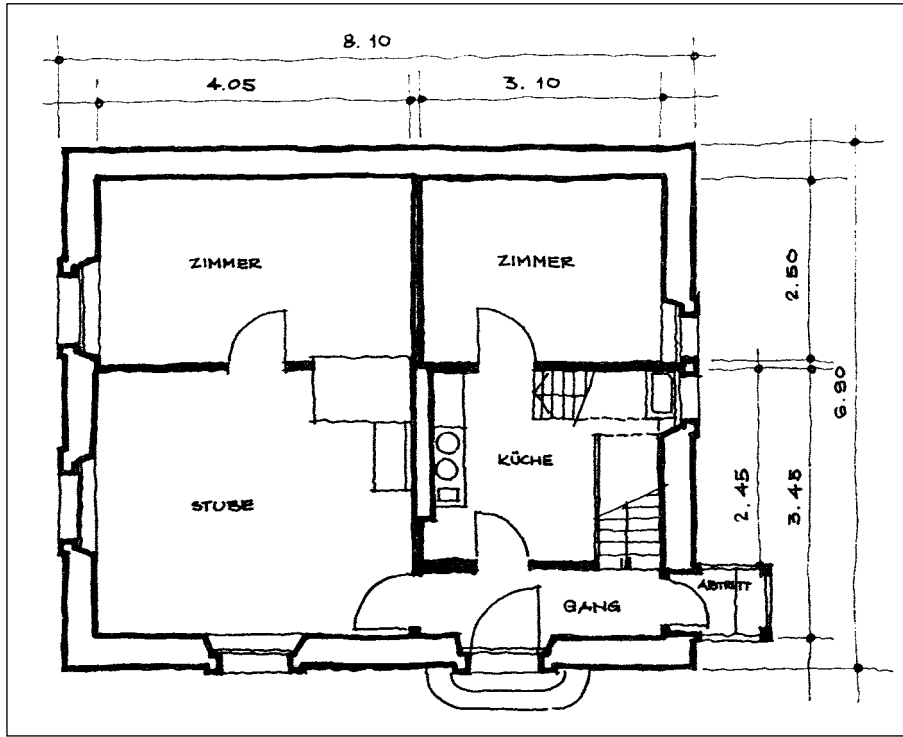 8.10
4.05
3.10
ZIMMER
ZIMMER
2.50
6.90
KÜCHE
STUBE
2.45
3.45
ABTRITT
GANG